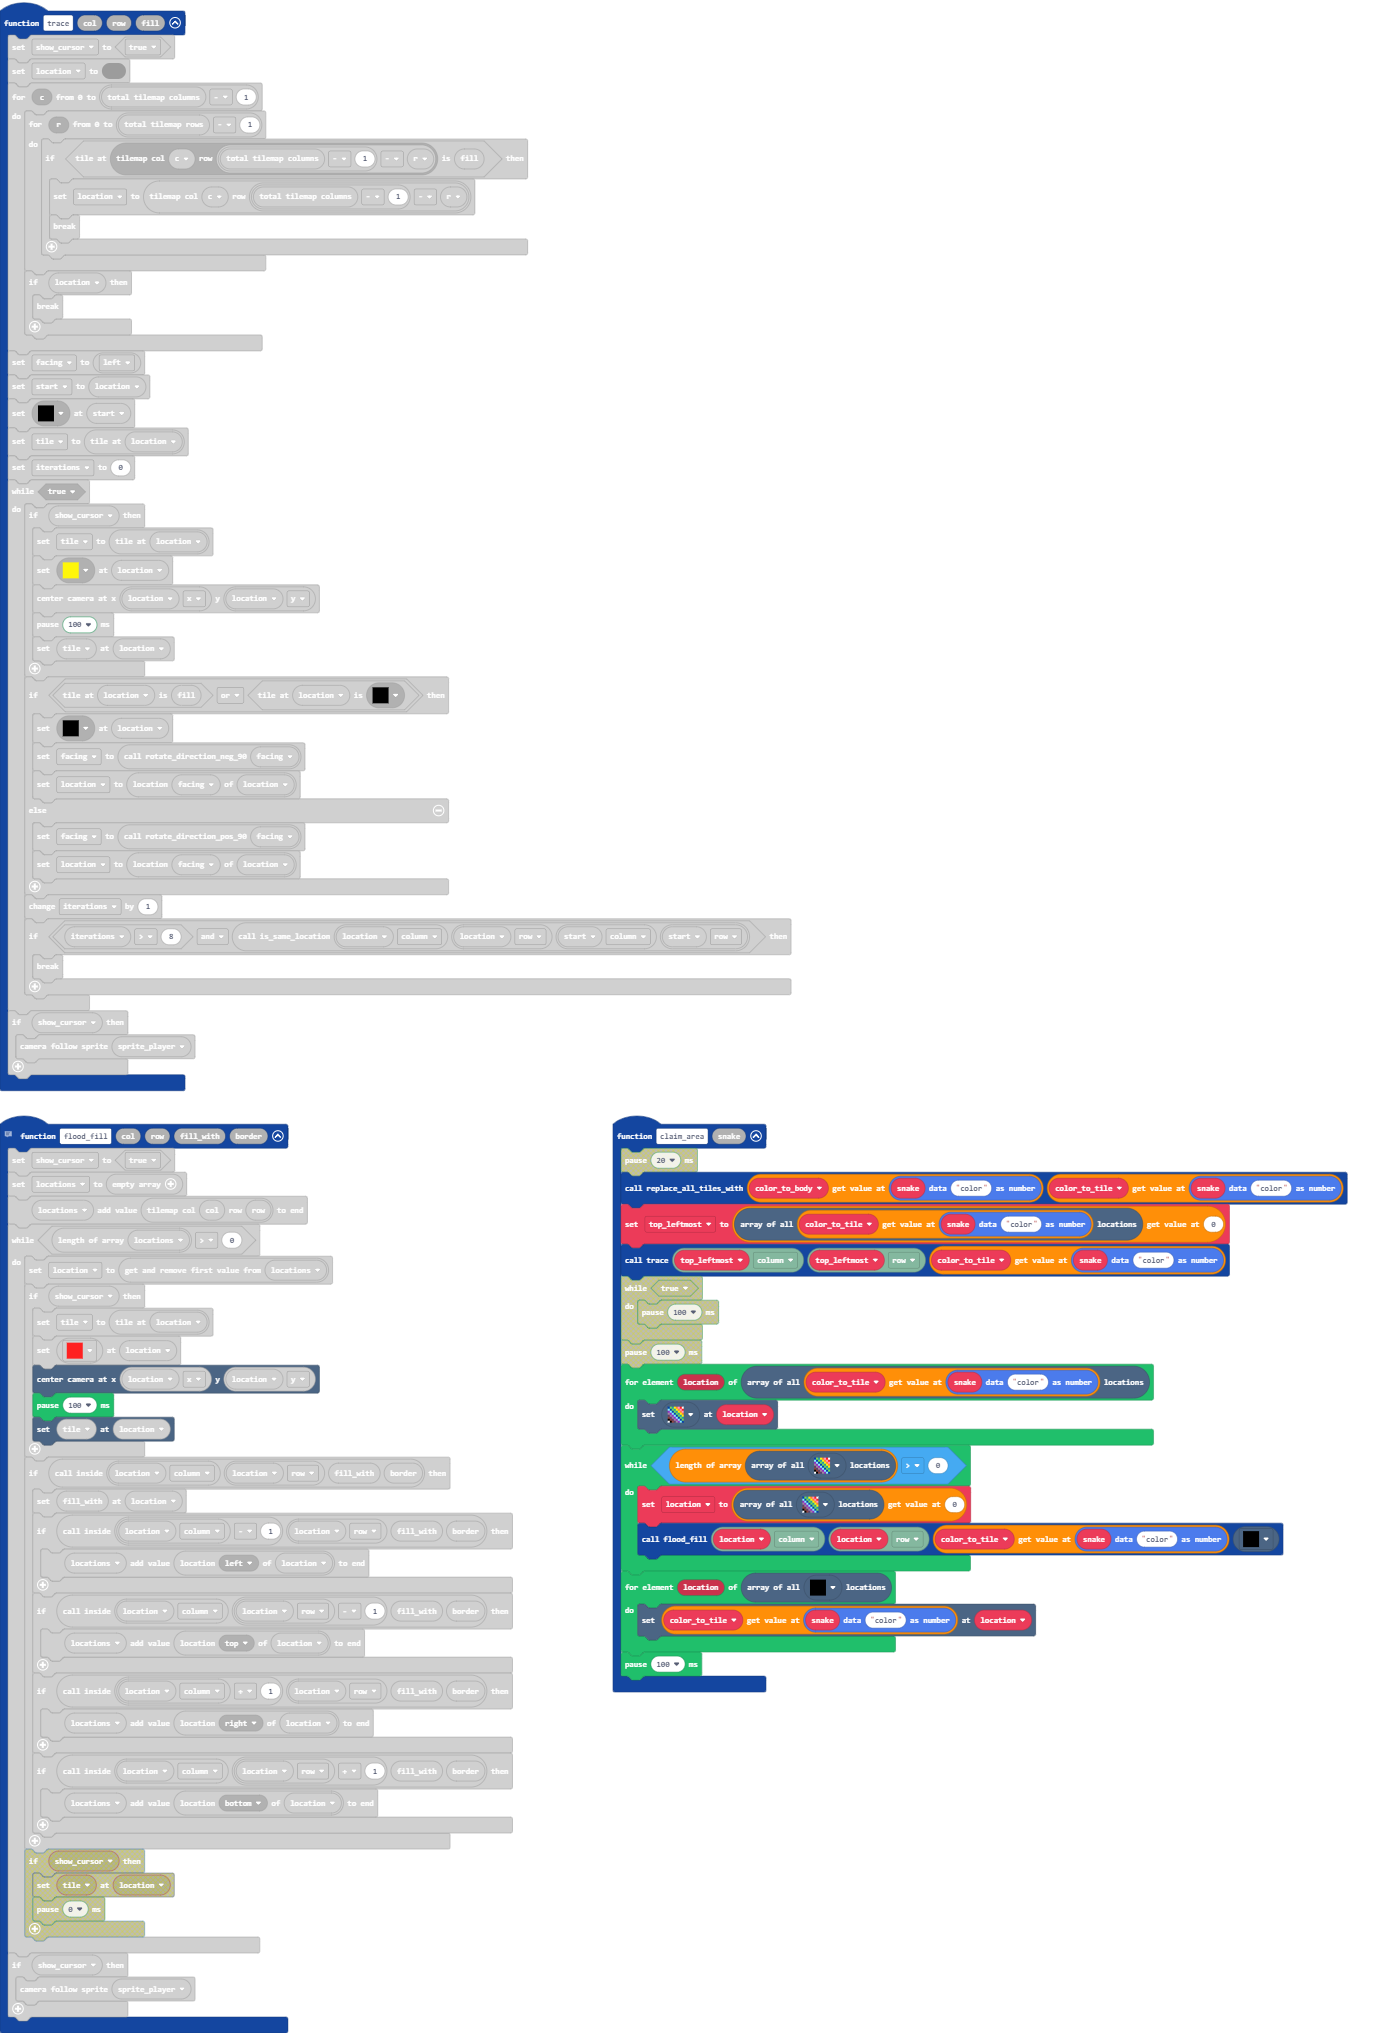 function trace col row fill
set show_cursor to true
set location to
for c from 0 to total tilemap columns - 1
do
for r from 0 to total tilemap rows - 1
do
if tile at tilemap col c row total tilemap columns - 1 - r is fill then
set location to tilemap col c row total tilemap columns - 1 - r
break
if location then
break
set facing to left
set start to location
set at start
set tile to tile at location
set iterations to 0
while true
do
if show_cursor then
set tile to tile at location
set at location
center camera at x location x y location y
pause 100 ms
set tile at location
if tile at location is fill or tile at location is then
set at location
set facing to call rotate_direction_neg_90 facing
set location to location facing of location
else
set facing to call rotate_direction_pos_90 facing
set location to location facing of location
change iterations by 1
if iterations > 8 and call is_same_location location column location row start column start row then
break
if show_cursor then
camera follow sprite sprite_player
function flood_fill col row fill_with border
set show_cursor to true
set locations to empty array
locations add value tilemap col col row row to end
while length of array locations > 0
do
set location to get and remove first value from locations
if show_cursor then
set tile to tile at location
set at location
center camera at x location x y location y
pause 100 ms
set tile at location
if call inside location column location row fill_with border then
set fill_with at location
if call inside location column - 1 location row fill_with border then
locations add value location left of location to end
if call inside location column location row - 1 fill_with border then
locations add value location top of location to end
if call inside location column + 1 location row fill_with border then
locations add value location right of location to end
if call inside location column location row + 1 fill_with border then
locations add value location bottom of location to end
if show_cursor then
set tile at location
pause 0 ms
if show_cursor then
camera follow sprite sprite_player
function claim_area snake
pause 20 ms
call replace_all_tiles_with color_to_body get value at snake data "color" as number color_to_tile get value at snake data "color" as number
set top_leftmost to array of all color_to_tile get value at snake data "color" as number locations get value at 0
call trace top_leftmost column top_leftmost row color_to_tile get value at snake data "color" as number
while true
do
pause 100 ms
pause 100 ms
for element location of array of all color_to_tile get value at snake data "color" as number locations
do
set at location
while length of array array of all locations > 0
do
set location to array of all locations get value at 0
call flood_fill location column location row color_to_tile get value at snake data "color" as number
for element location of array of all locations
do
set color_to_tile get value at snake data "color" as number at location
pause 100 ms